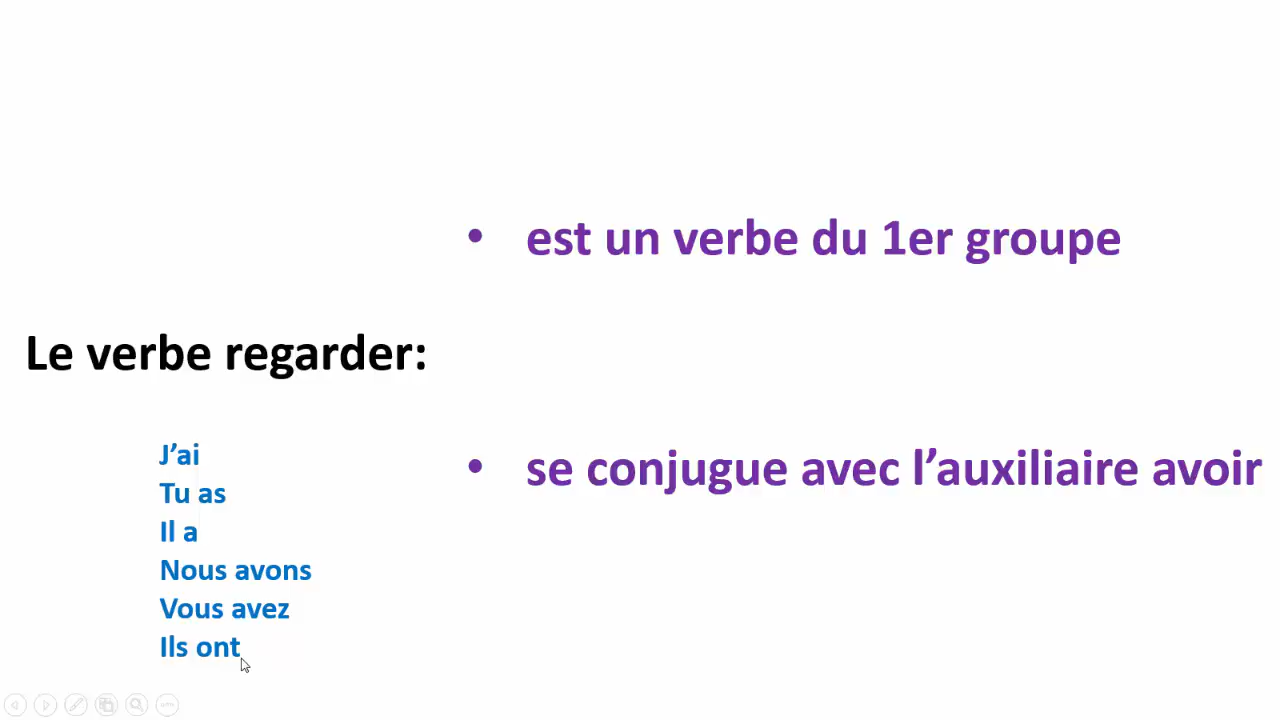 • est un verbe du 1er groupe
Le verbe regarder:
J’ai
Tu as
Il a
Nous avons
Vous avez
Ils ont
• se conjugue avec l’auxiliaire avoir